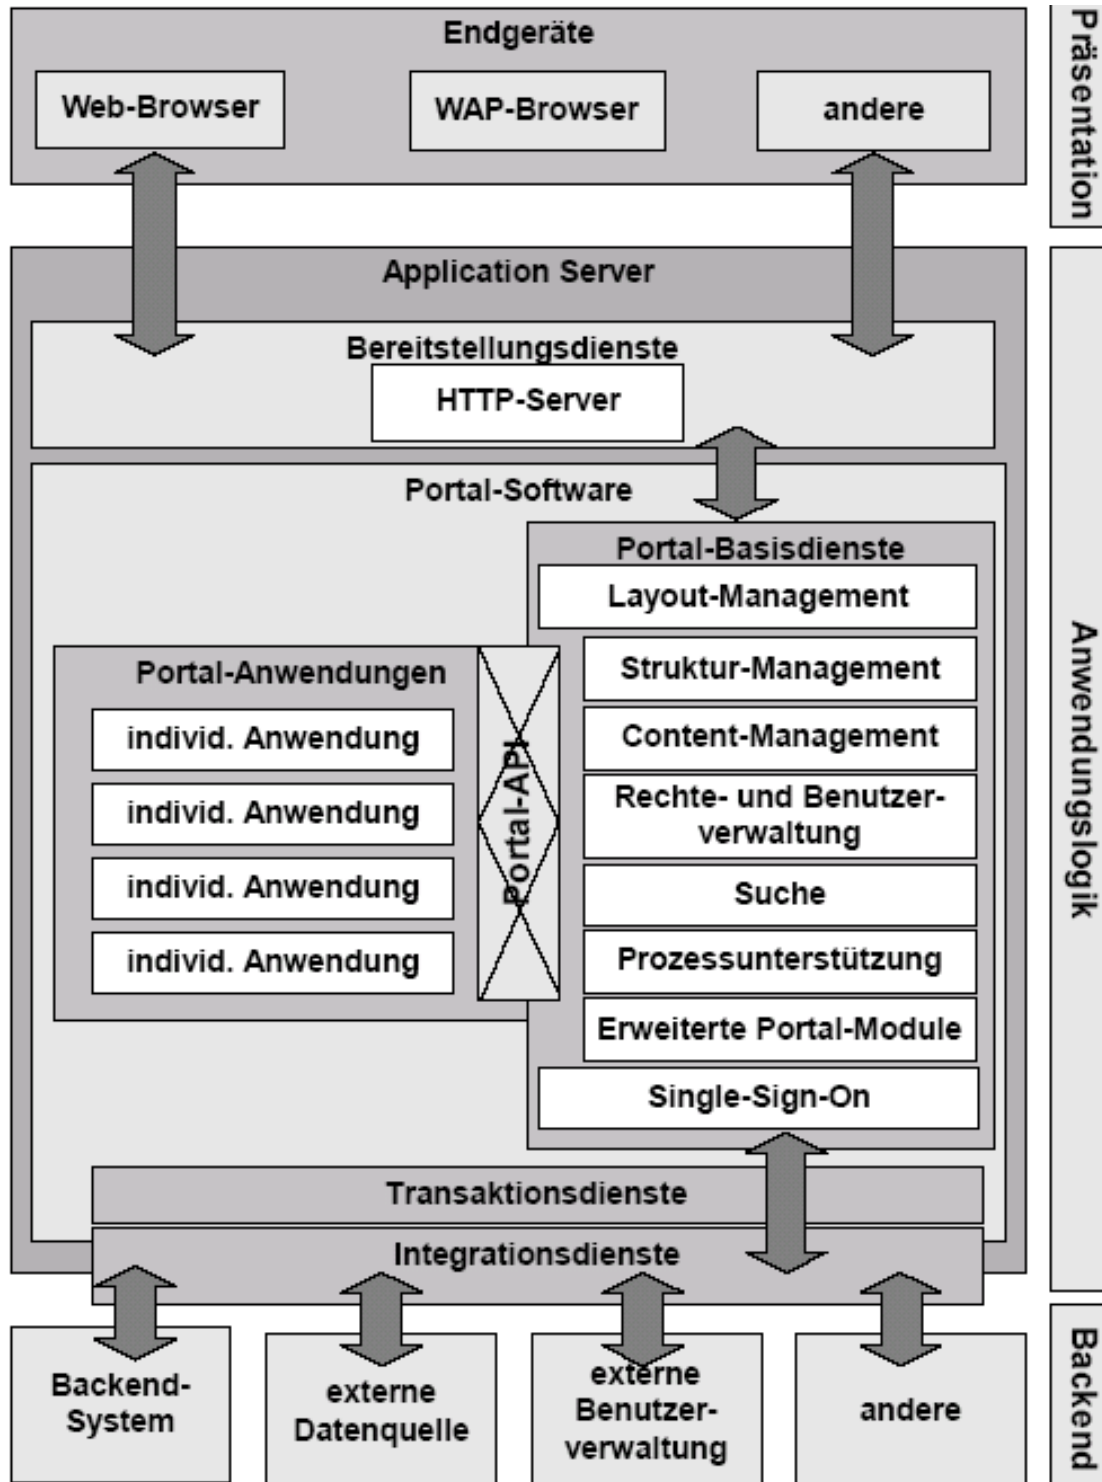 Endgeräte
Web-Browser
WAP-Browser
andere
Präsentation
Application Server
Bereitstellungsdienste
HTTP-Server
Portal-Software
Portal-Basisdienste
Layout-Management
Struktur-Management
Content-Management
Rechte- und Benutzer-
verwaltung
Suche
Prozessunterstützung
Erweiterte Portal-Module
Single-Sign-On
Portal-Anwendungen
individ. Anwendung
individ. Anwendung
individ. Anwendung
individ. Anwendung
Portal-API
Transaktionsdienste
Integrationsdienste
Anwendungslogik
Backend-
System
externe
Datenquelle
externe
Benutzer-
verwaltung
andere
Backend